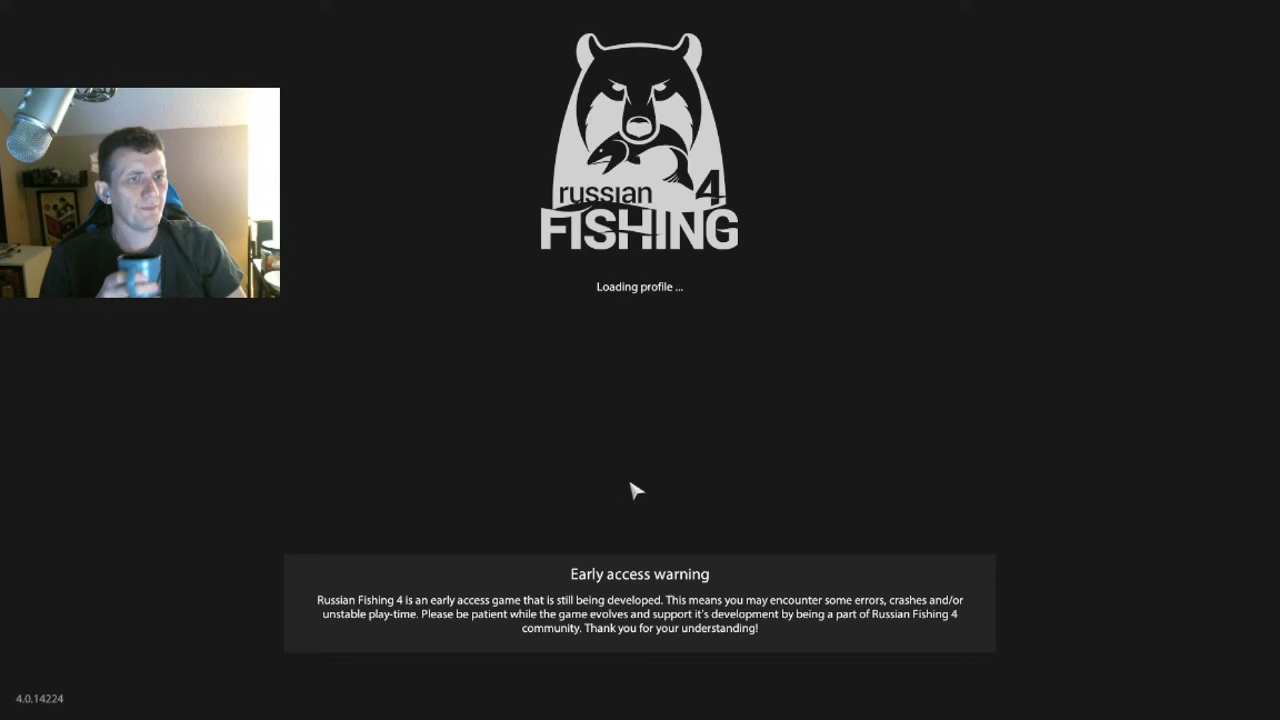 russian 4
FISHING
Loading profile ...
Early access warning
Russian Fishing 4 is an early access game that is still being developed. This means you may encounter some errors, crashes and/or
unstable play-time. Please be patient while the game evolves and support it's development by being a part of Russian Fishing 4
community. Thank you for your understanding!
4.0.14224